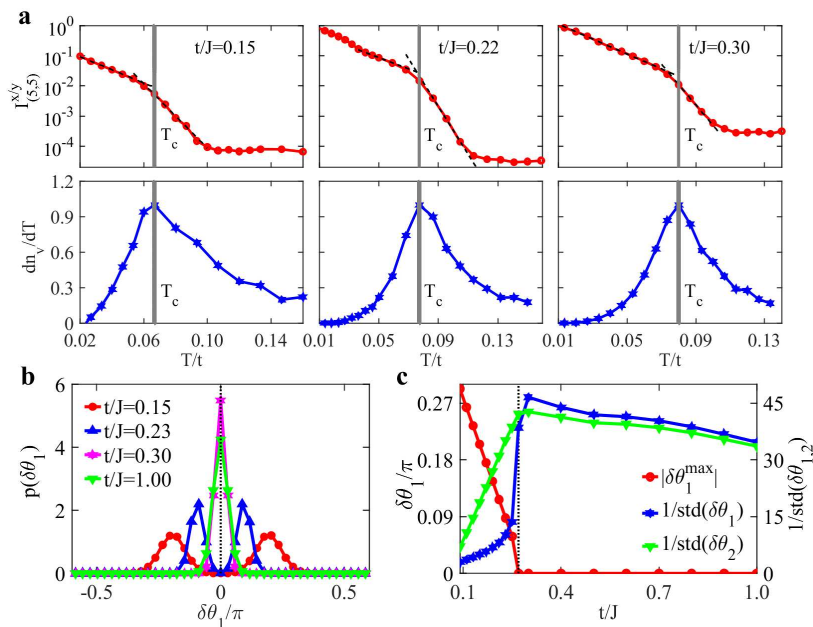 a
t/J=0.15
t/J=0.22
t/J=0.30
10^0
10^-1
10^-2
10^-3
10^-4
I^{x/y}_{(5,5)}
T_c
T_c
T_c
1.2
0.9
0.6
0.3
0
dn_v/dT
T_c
T_c
T_c
0.02 0.06 0.10 0.14
0.01 0.05 0.09 0.13
0.01 0.05 0.09 0.13
T/t
T/t
T/t
b
6
4
2
0
p(δθ_1)
t/J=0.15
t/J=0.23
t/J=0.30
t/J=1.00
-0.5 0 0.5
δθ_1/π
c
0.27
0.18
0.09
0
δθ_1/π
45
30
15
0
1/std(δθ_{1,2})
|δθ_1^{max}|
1/std(δθ_1)
1/std(δθ_2)
0.1 0.4 0.7 1.0
t/J